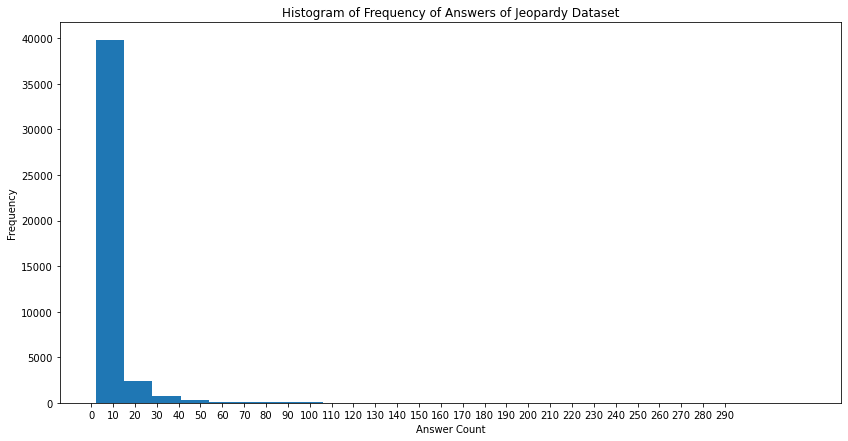 Histogram of Frequency of Answers of Jeopardy Dataset
40000
35000
30000
25000
20000
15000
10000
5000
0
Frequency
0 10 20 30 40 50 60 70 80 90 100 110 120 130 140 150 160 170 180 190 200 210 220 230 240 250 260 270 280 290
Answer Count